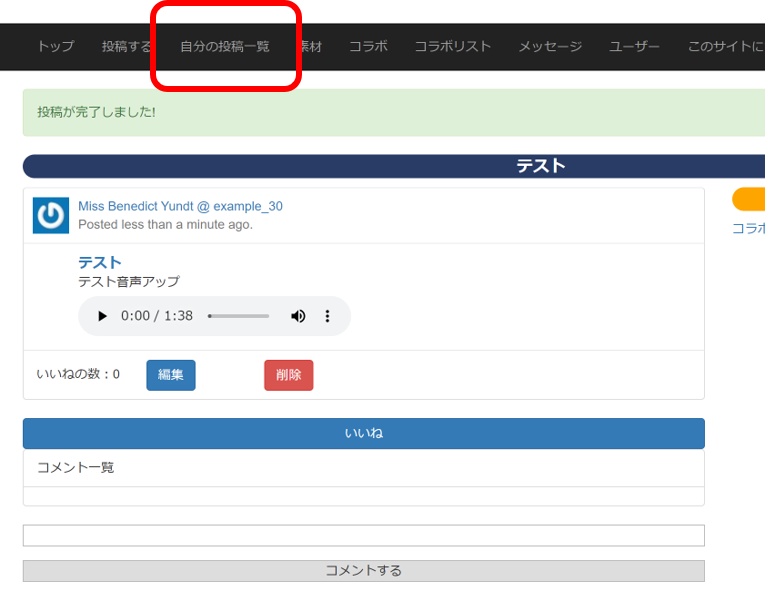 トップ 投稿する 自分の投稿一覧 素材 コラボ コラボリスト メッセージ ユーザー このサイトに
投稿が完了しました!
テスト
Miss Benedict Yundt @ example_30
Posted less than a minute ago.
コラボ
テスト
テスト音声アップ
0:00 / 1:38
いいねの数：0 編集 削除
いいね
コメント一覧
コメントする